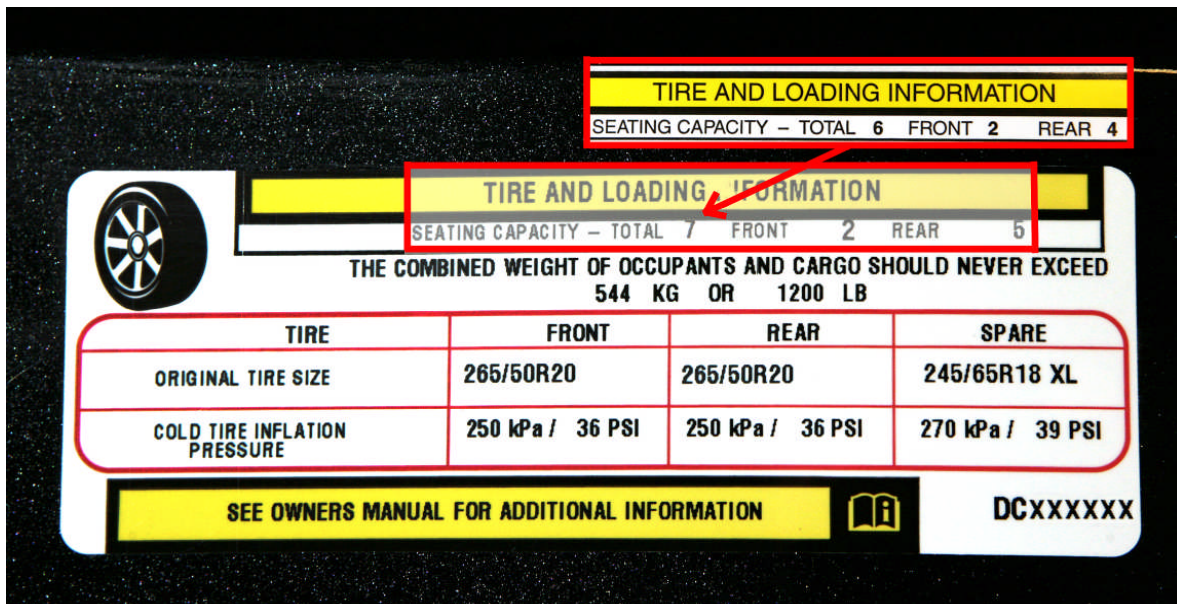 TIRE AND LOADING INFORMATION
SEATING CAPACITY – TOTAL 6 FRONT 2 REAR 4
TIRE AND LOADING INFORMATION
SEATING CAPACITY – TOTAL 7 FRONT 2 REAR 5
THE COMBINED WEIGHT OF OCCUPANTS AND CARGO SHOULD NEVER EXCEED
544 KG OR 1200 LB
TIRE FRONT REAR SPARE
ORIGINAL TIRE SIZE 265/50R20 265/50R20 245/65R18 XL
COLD TIRE INFLATION 250 kPa / 36 PSI 250 kPa / 36 PSI 270 kPa / 39 PSI
PRESSURE
SEE OWNERS MANUAL FOR ADDITIONAL INFORMATION
DCXXXXXX